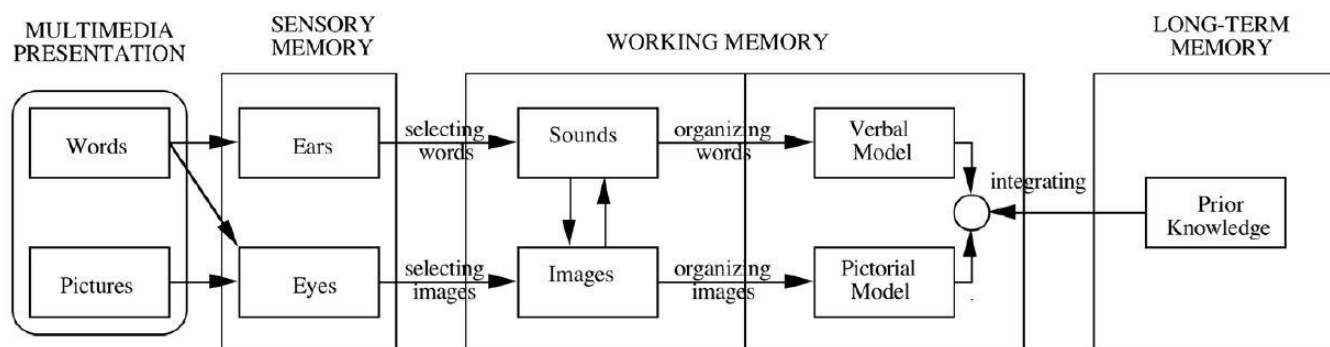 MULTIMEDIA
PRESENTATION
SENSORY
MEMORY
WORKING MEMORY
LONG-TERM
MEMORY
Words
Ears
selecting
words
Sounds
organizing
words
Verbal
Model
integrating
Prior
Knowledge
Pictures
Eyes
selecting
images
Images
organizing
images
Pictorial
Model